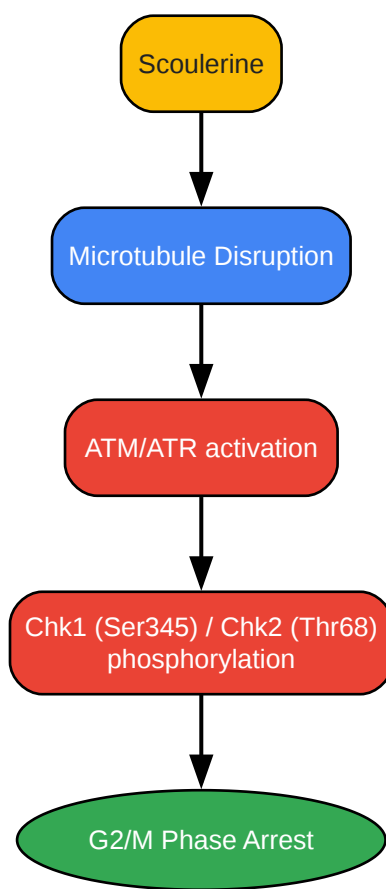 Scoulerine
Microtubule Disruption
ATM/ATR activation
Chk1 (Ser345) / Chk2 (Thr68)
phosphorylation
G2/M Phase Arrest